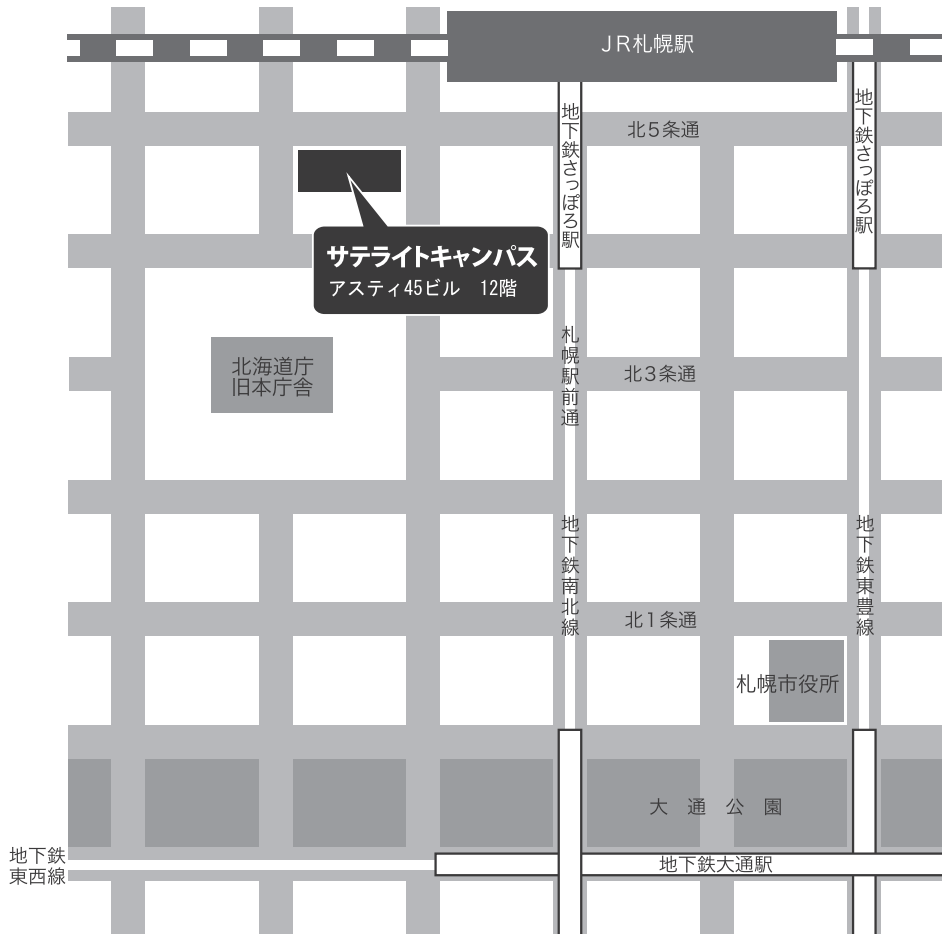 JR札幌駅
地下鉄さっぽろ駅
北5条通
地下鉄さっぽろ駅
サテライトキャンパス
アスティ45ビル　12階
札幌駅前通
北海道庁
旧本庁舎
北3条通
地下鉄南北線
地下鉄東豊線
北1条通
札幌市役所
大通公園
地下鉄
東西線
地下鉄大通駅